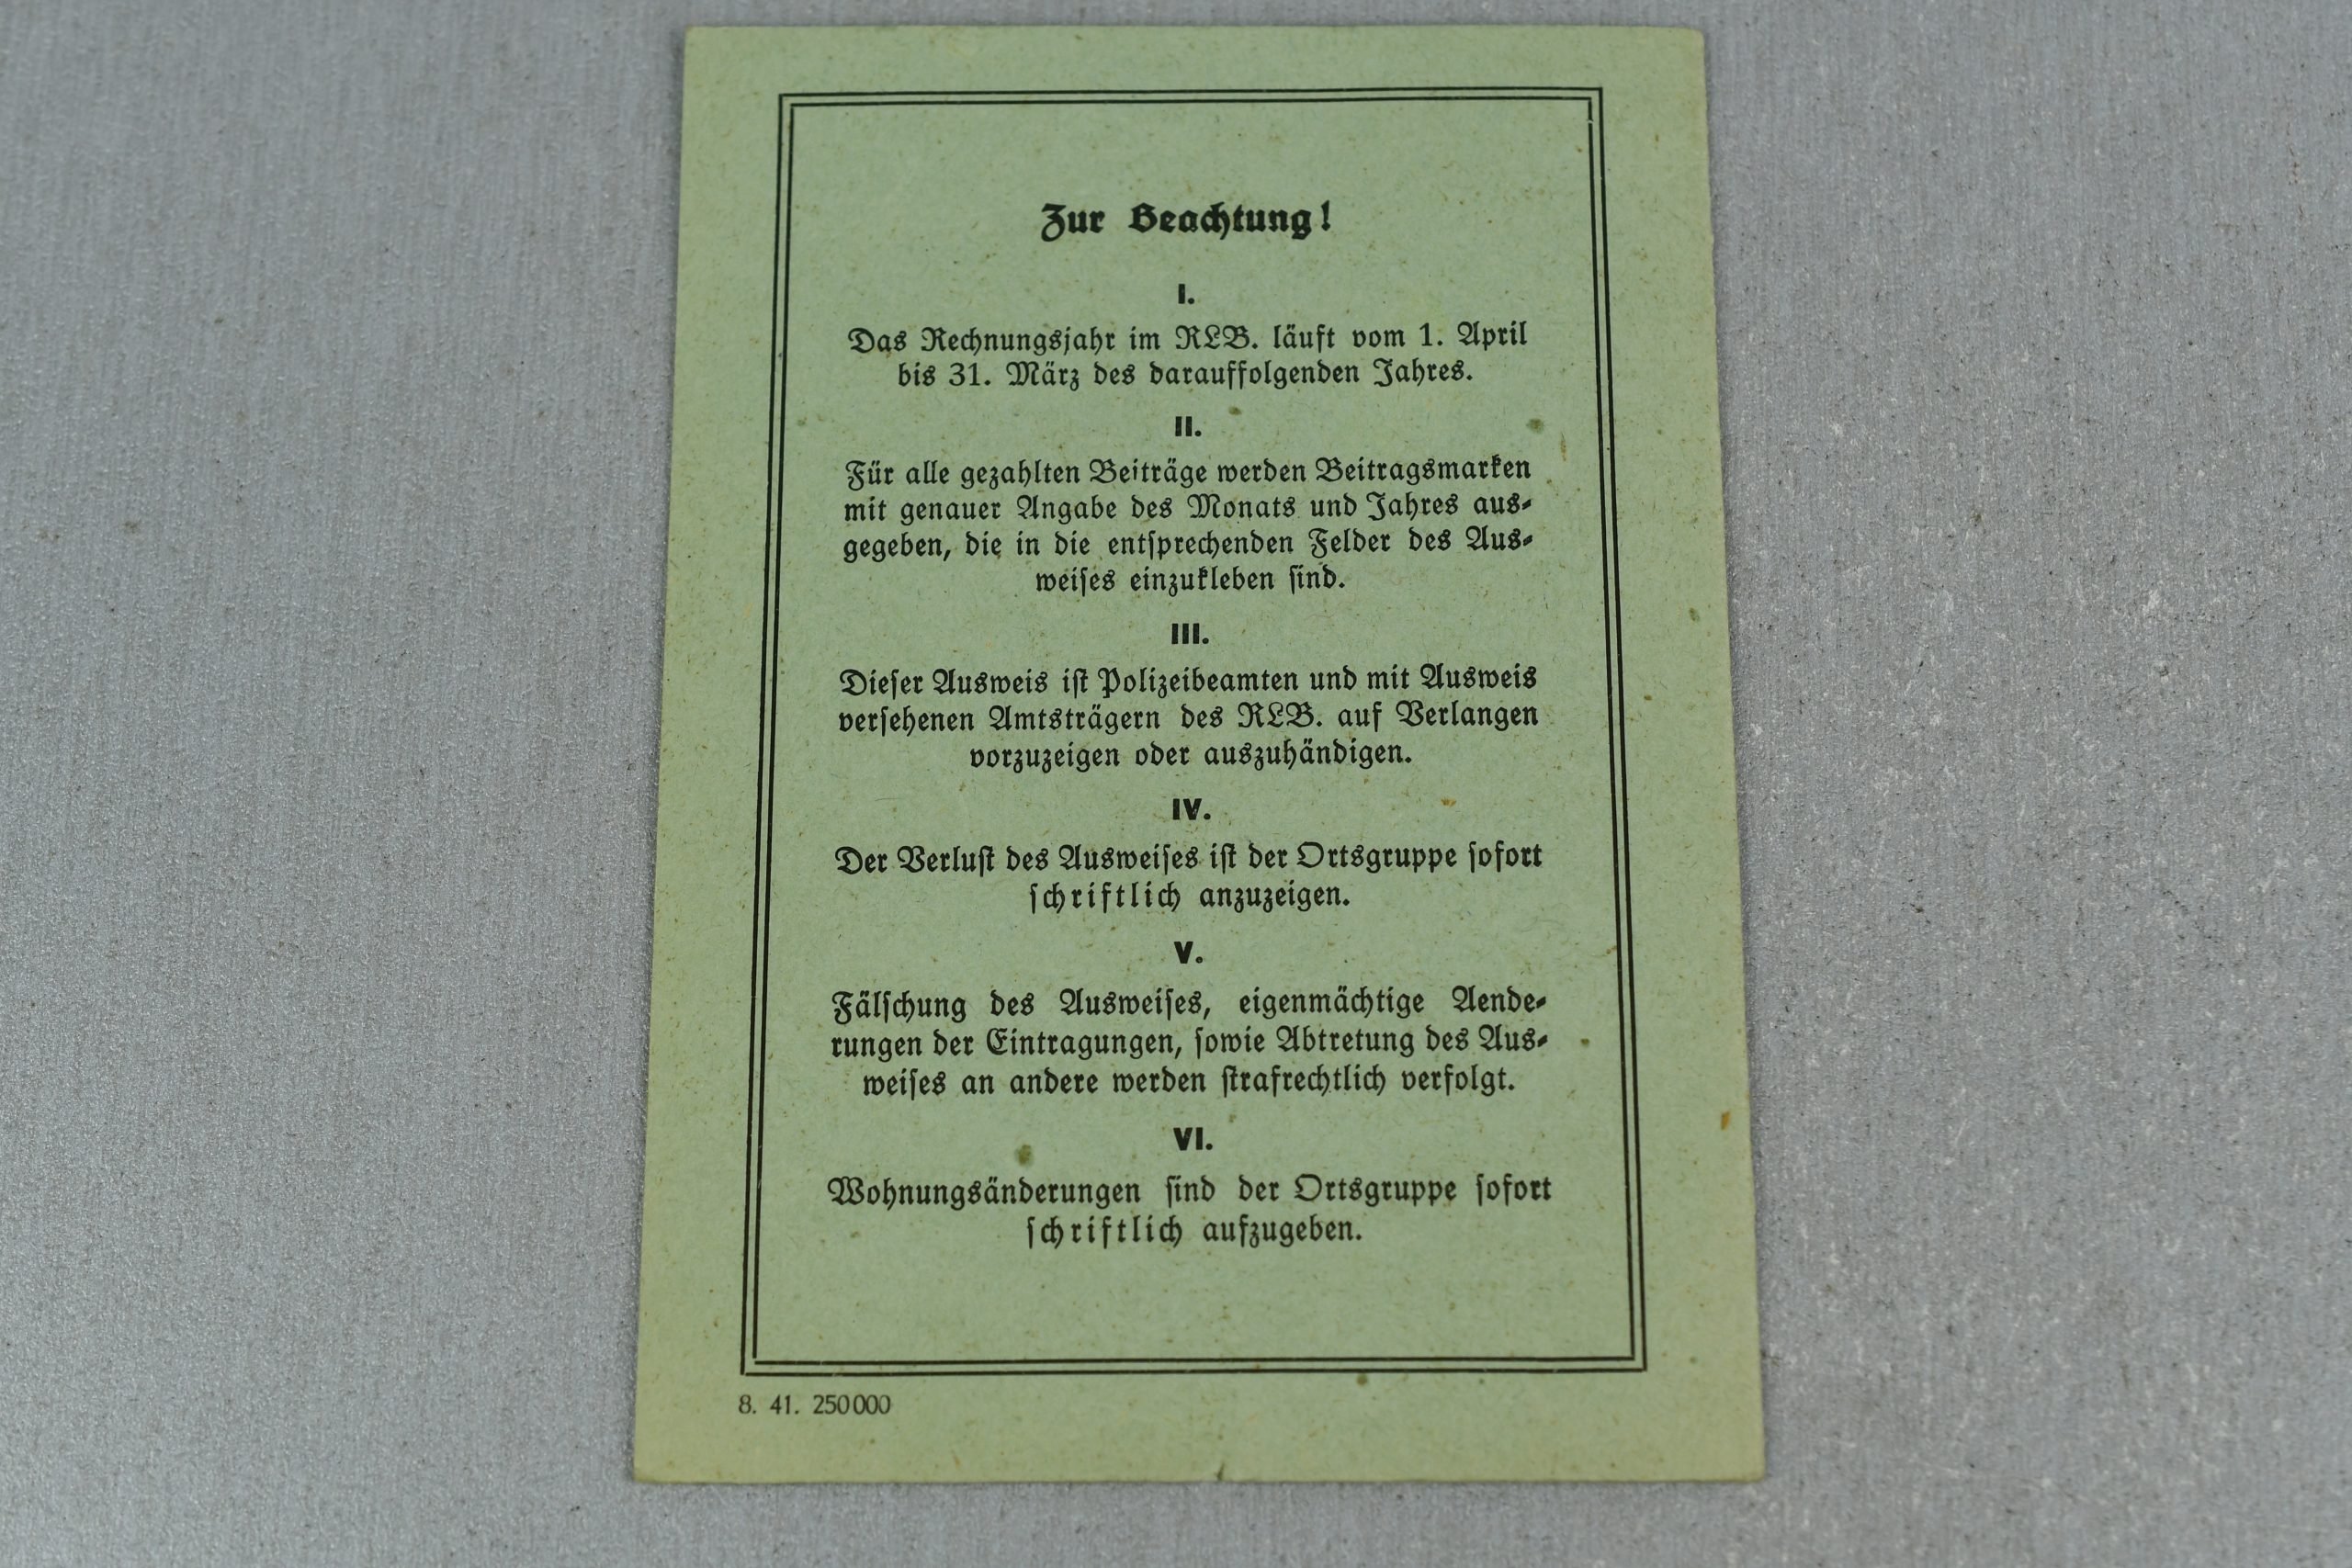 Zur Beachtung!
I.
Das Rechnungsjahr im RLB. läuft vom 1. April
bis 31. März des darauffolgenden Jahres.
II.
Für alle gezahlten Beiträge werden Beitragsmarken
mit genauer Angabe des Monats und Jahres aus-
gegeben, die in die entsprechenden Felder des Aus-
weises einzukleben sind.
III.
Dieser Ausweis ist Polizeibeamten und mit Ausweis
versehenen Amtsträgern des RLB. auf Verlangen
vorzuzeigen oder auszuhändigen.
IV.
Der Verlust des Ausweises ist der Ortsgruppe sofort
schriftlich anzuzeigen.
V.
Fälschung des Ausweises, eigenmächtige Aende-
rungen der Eintragungen, sowie Abtretung des Aus-
weises an andere werden strafrechtlich verfolgt.
VI.
Wohnungsänderungen sind der Ortsgruppe sofort
schriftlich aufzugeben.
8. 41. 250000